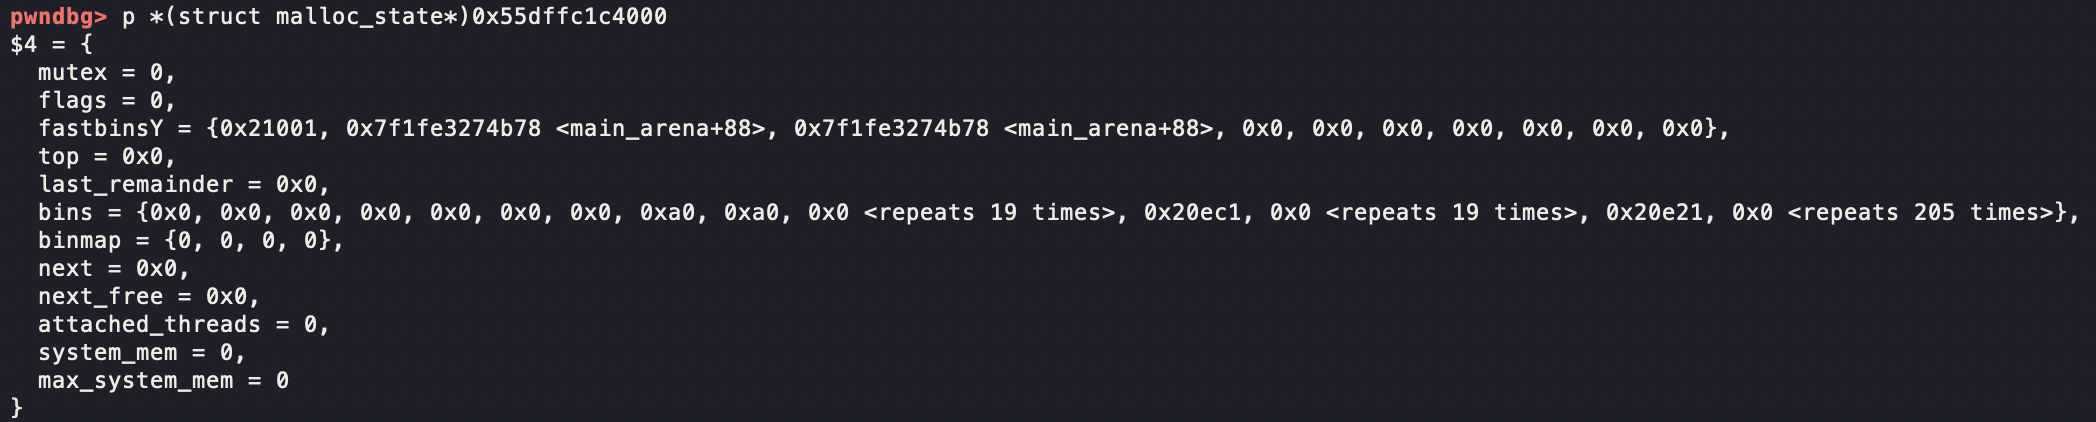 pwndbg> p *(struct malloc_state*)0x55dffc1c4000
$4 = {
  mutex = 0,
  flags = 0,
  fastbinsY = {0x21001, 0x7f1fe3274b78 <main_arena+88>, 0x7f1fe3274b78 <main_arena+88>, 0x0, 0x0, 0x0, 0x0, 0x0, 0x0, 0x0},
  top = 0x0,
  last_remainder = 0x0,
  bins = {0x0, 0x0, 0x0, 0x0, 0x0, 0x0, 0x0, 0xa0, 0xa0, 0x0 <repeats 19 times>, 0x20ec1, 0x0 <repeats 19 times>, 0x20e21, 0x0 <repeats 205 times>},
  binmap = {0, 0, 0, 0},
  next = 0x0,
  next_free = 0x0,
  attached_threads = 0,
  system_mem = 0,
  max_system_mem = 0
}